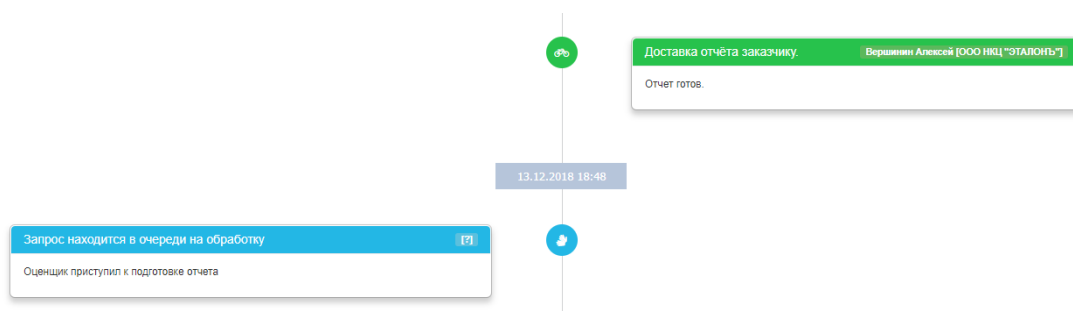 Доставка отчёта заказчику. Вершинин Алексей [ООО НКЦ "ЭТАЛОНЪ"]
Отчет готов.
13.12.2018 18:48
Запрос находится в очереди на обработку [?]
Оценщик приступил к подготовке отчета